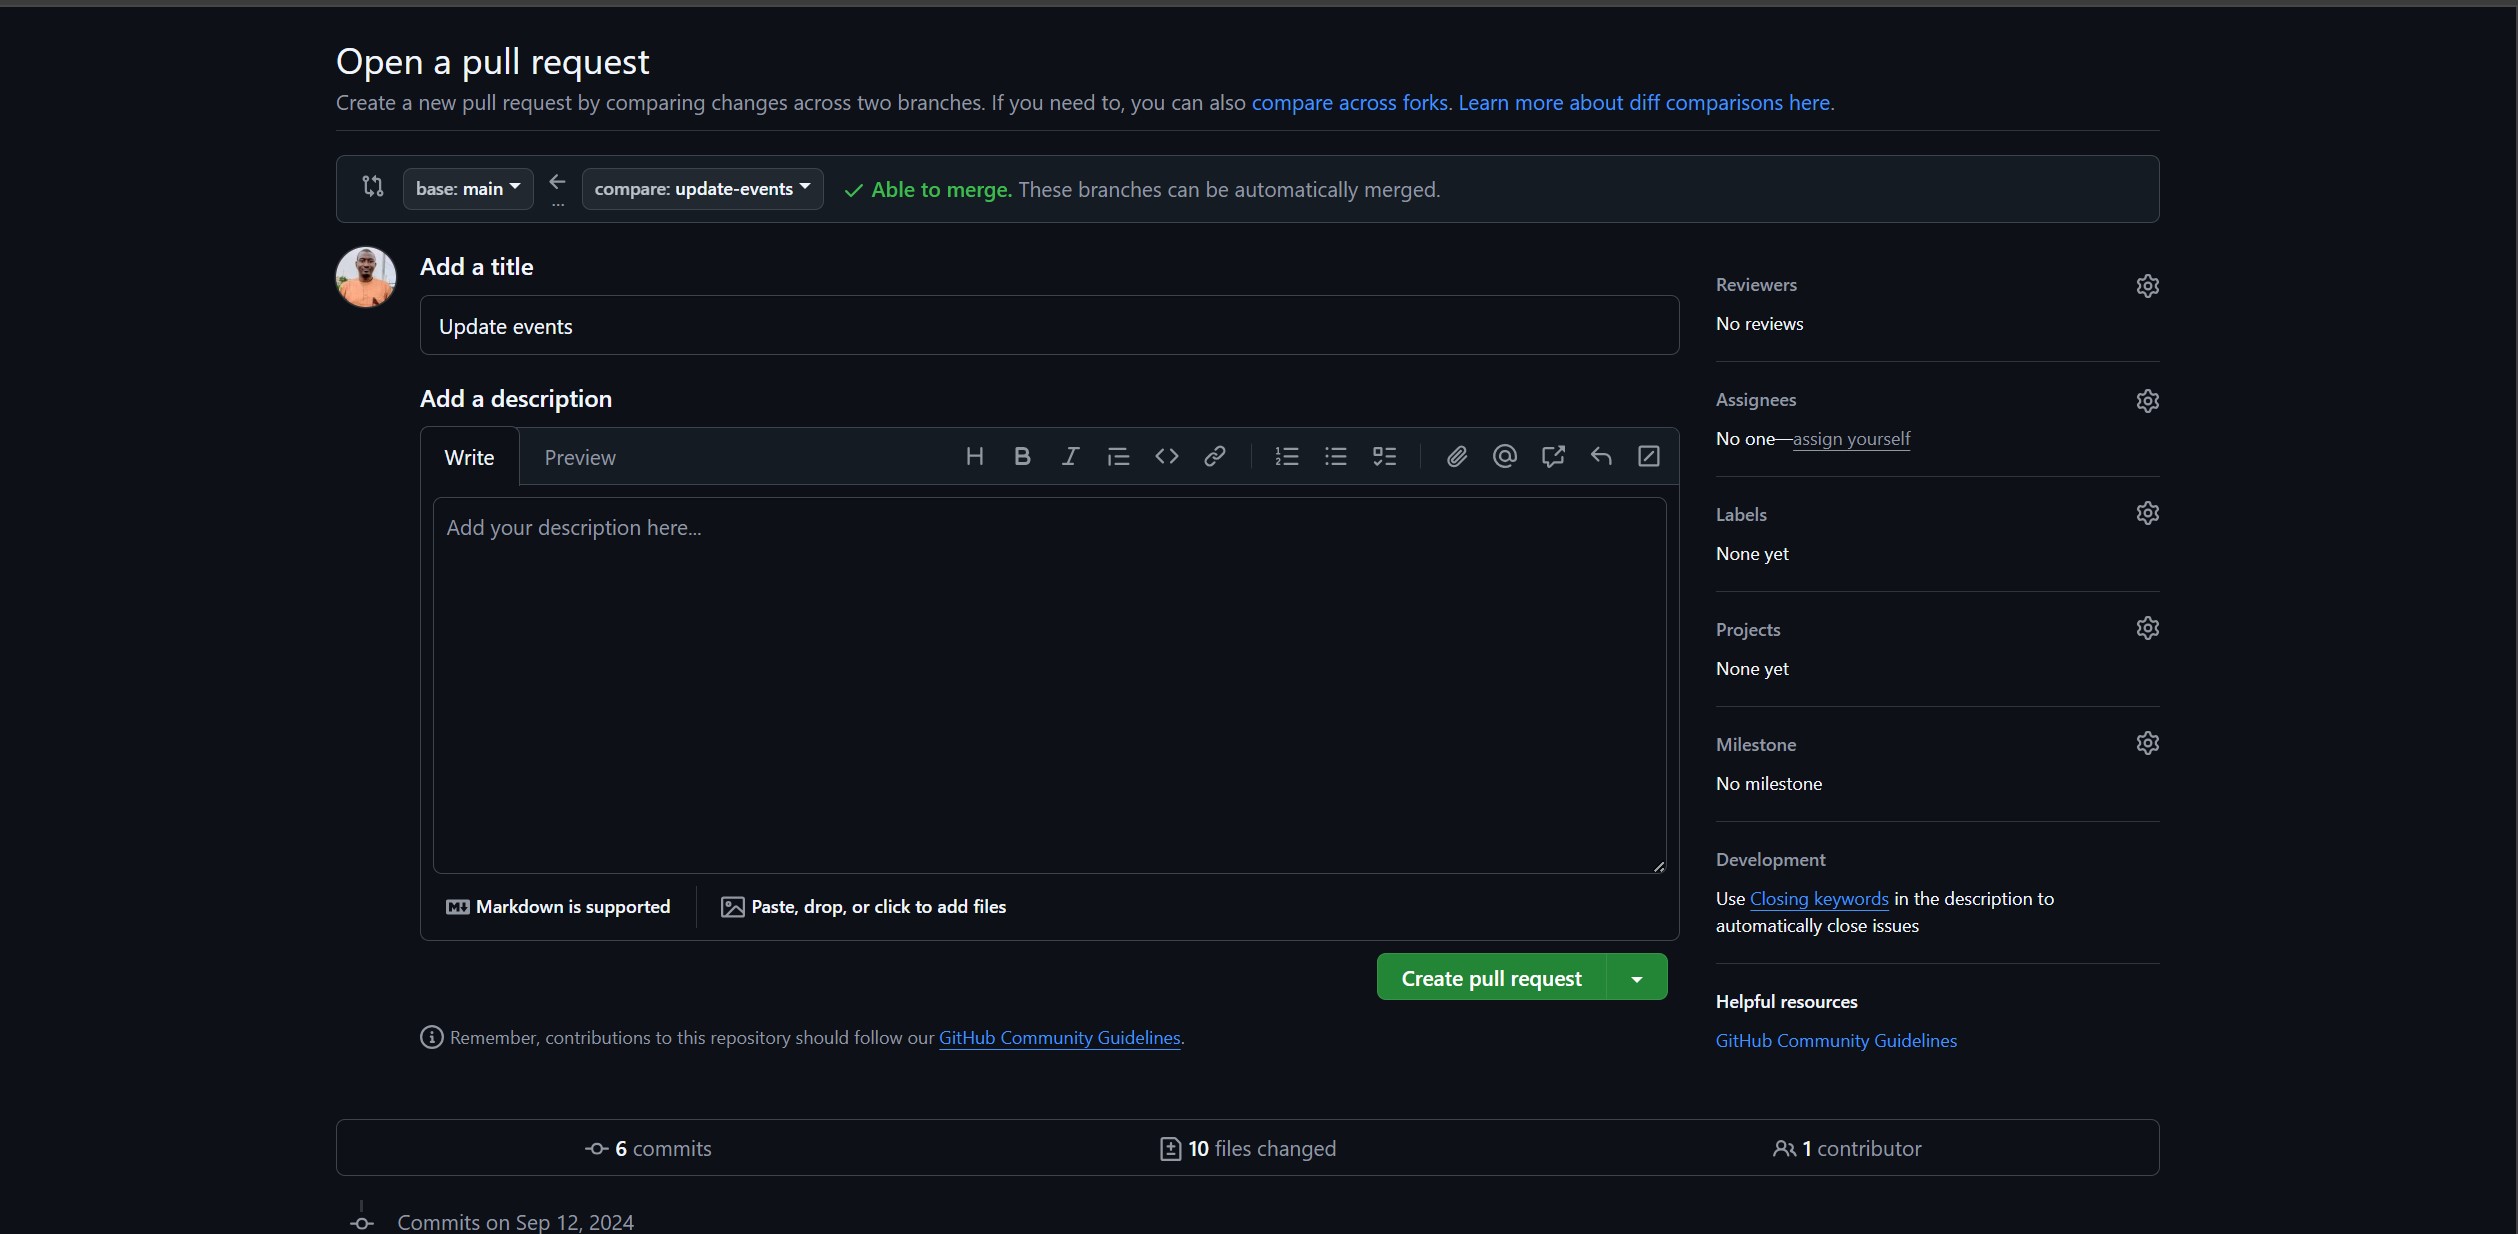 Open a pull request
Create a new pull request by comparing changes across two branches. If you need to, you can also compare across forks. Learn more about diff comparisons here.
base: main
...
compare: update-events
Able to merge. These branches can be automatically merged.
Add a title
Update events
Add a description
Write
Preview
Add your description here...
Markdown is supported
Paste, drop, or click to add files
Create pull request
Remember, contributions to this repository should follow our GitHub Community Guidelines.
Reviewers
No reviews
Assignees
No one—assign yourself
Labels
None yet
Projects
None yet
Milestone
No milestone
Development
Use Closing keywords in the description to
automatically close issues
Helpful resources
GitHub Community Guidelines
6 commits
10 files changed
1 contributor
Commits on Sep 12, 2024